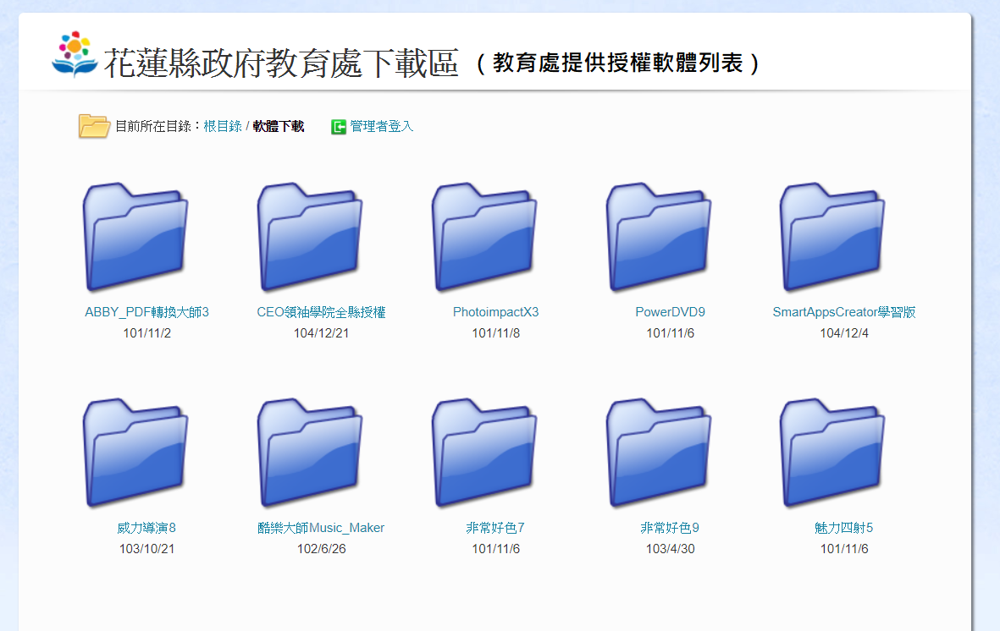 花蓮縣政府教育處下載區 (教育處提供授權軟體列表)
目前所在目錄：根目錄 / 軟體下載 管理者登入
ABBY_PDF轉換大師3 CEO領袖學院全縣授權 PhotoimpactX3 PowerDVD9 SmartAppsCreator學習版
101/11/2 104/12/21 101/11/8 101/11/6 104/12/4
威力導演8 酷樂大師Music_Maker 非常好色7 非常好色9 魅力四射5
103/10/21 102/6/26 101/11/6 103/4/30 101/11/6